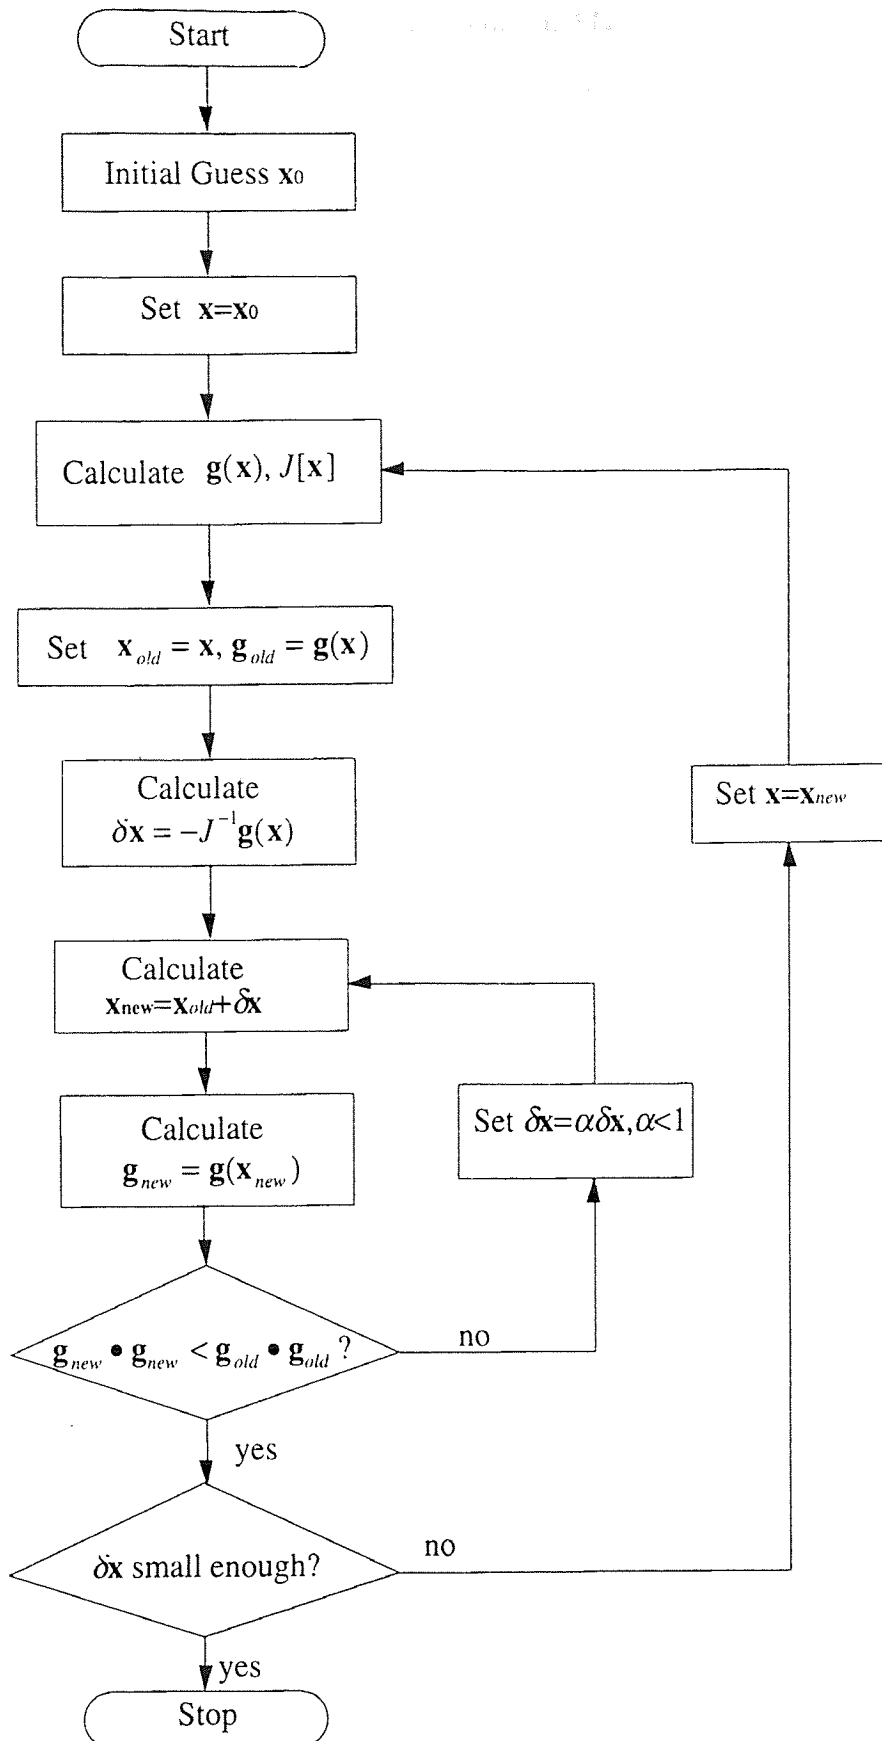 Start
Initial Guess x0
Set x=x0
Calculate g(x), J[x]
Set x_old = x, g_old = g(x)
Calculate
δx = −J^−1 g(x)
Set x=x_new
Calculate
x_new=x_old+δx
Set δx=αδx,α<1
Calculate
g_new = g(x_new)
g_new • g_new < g_old • g_old ?
no
yes
δx small enough?
no
yes
Stop